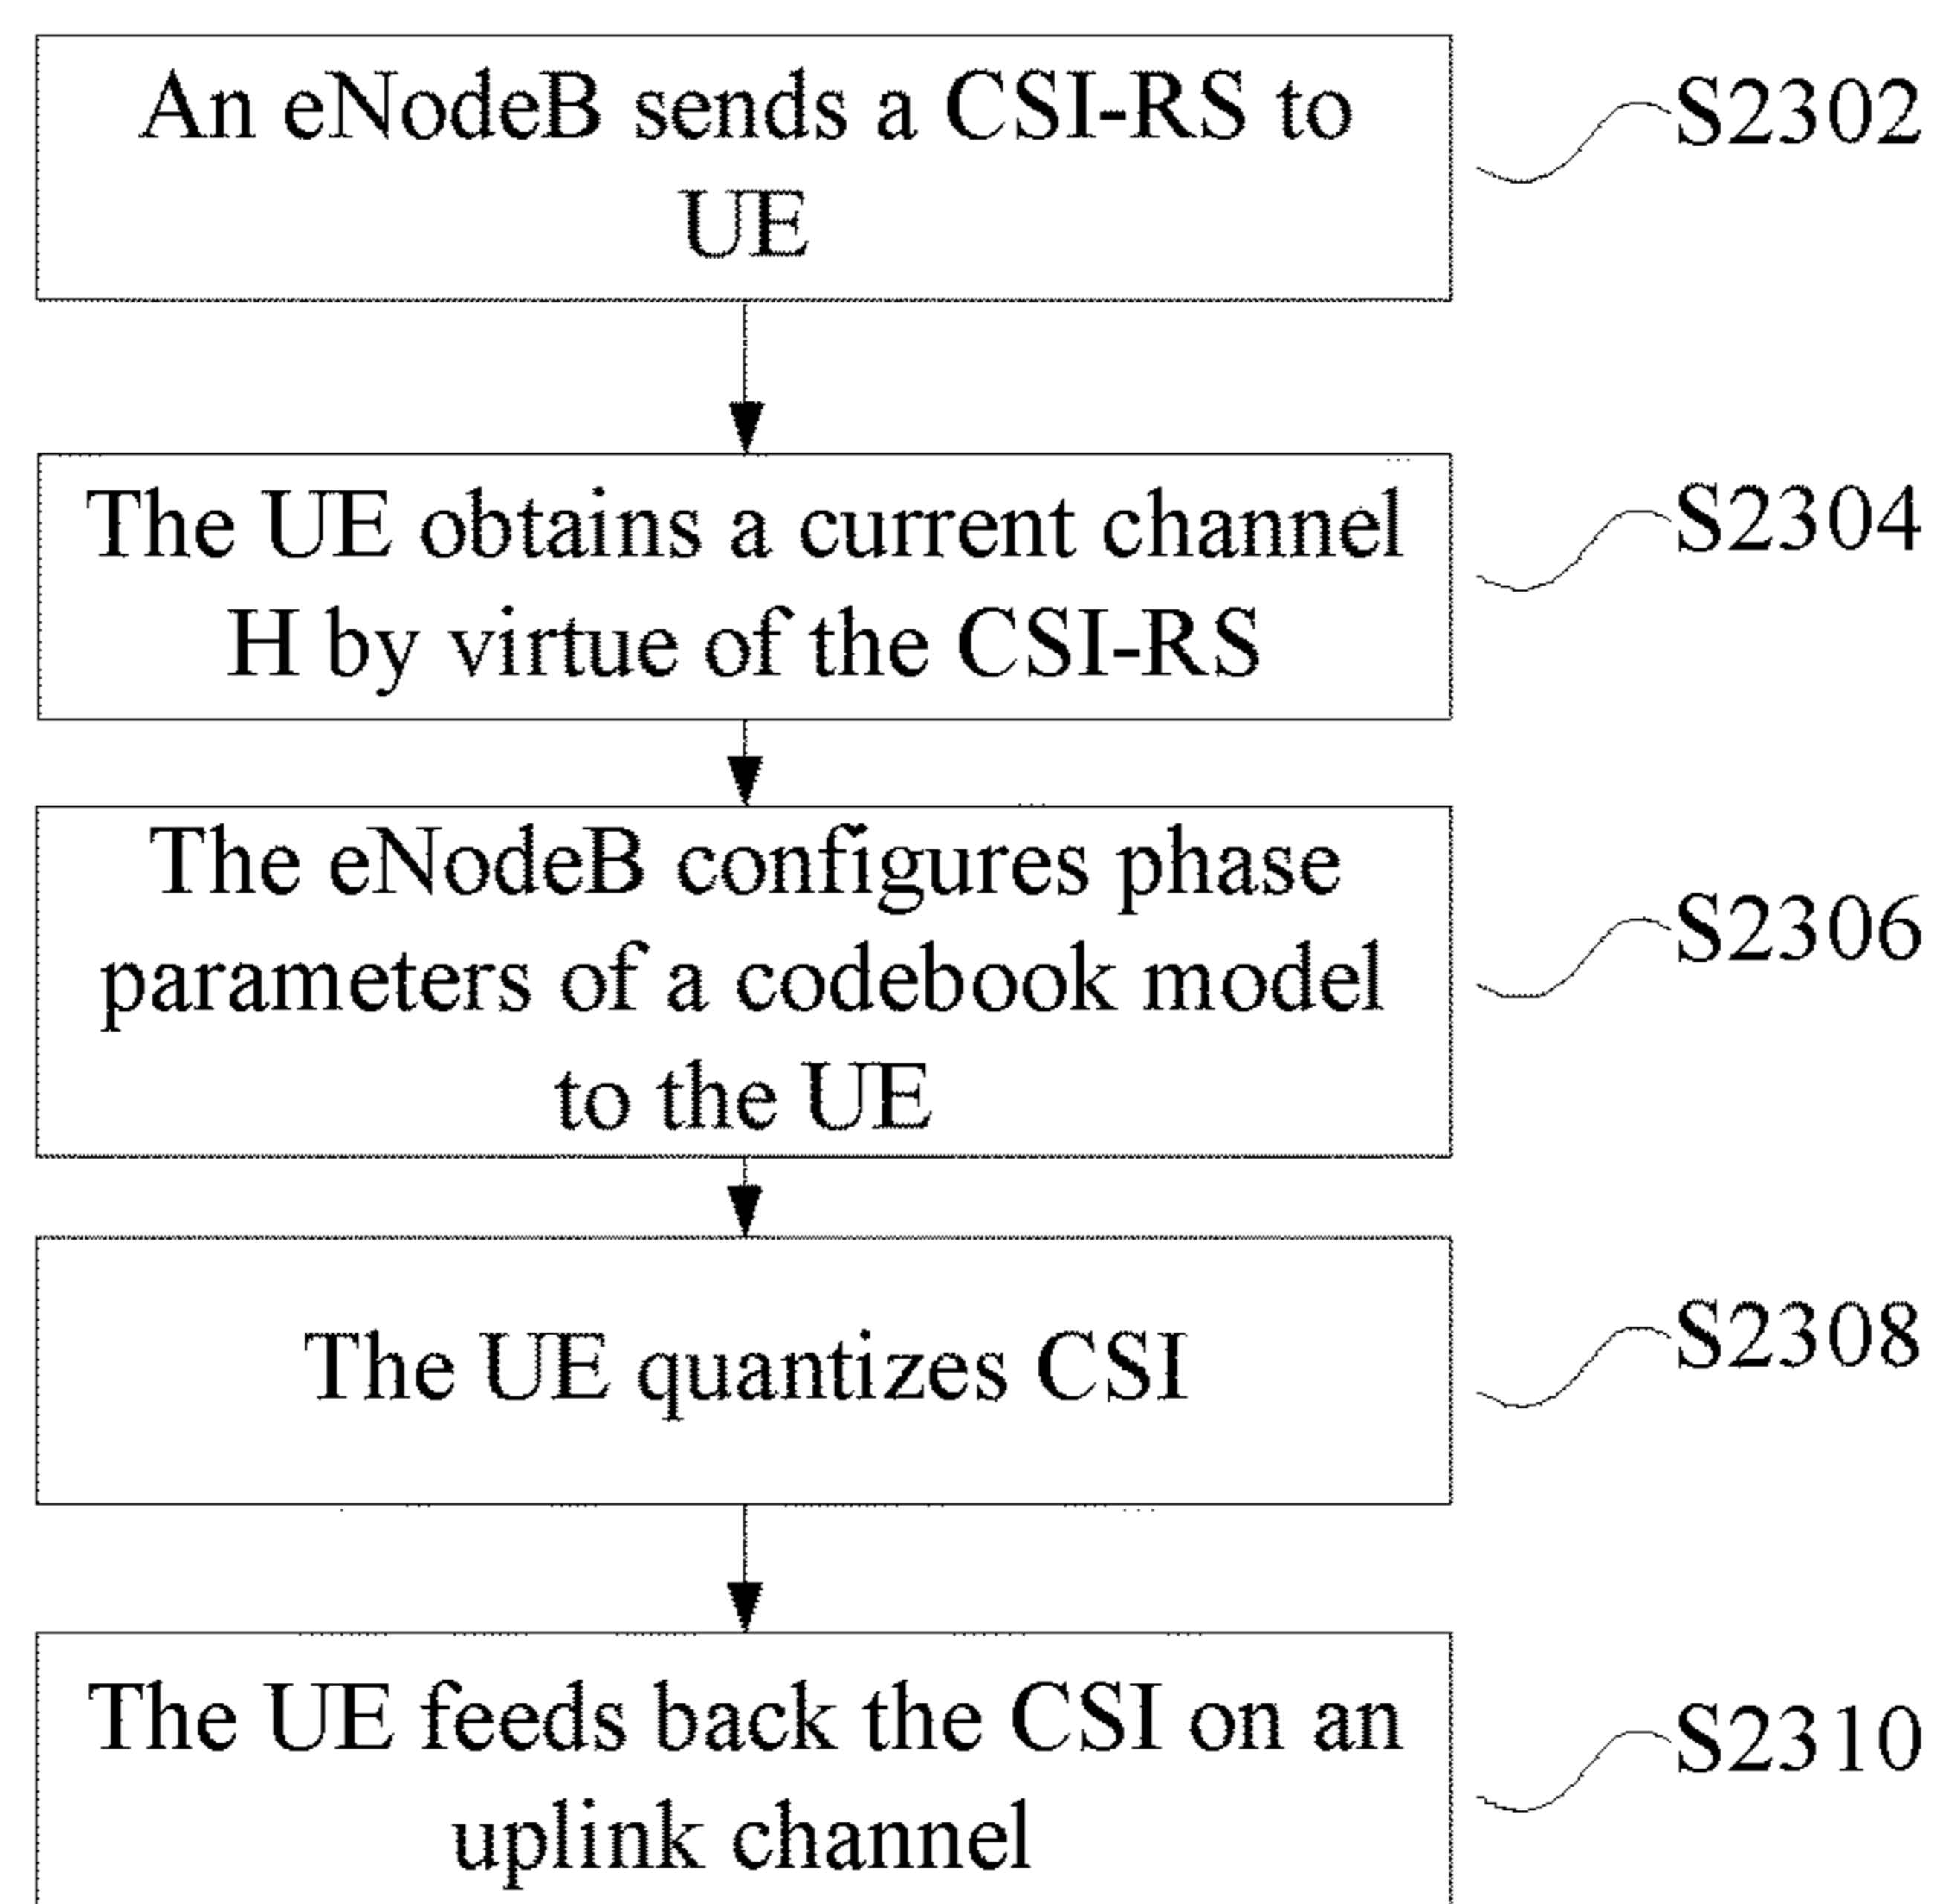 An eNodeB sends a CSI-RS to
UE
S2302
The UE obtains a current channel
H by virtue of the CSI-RS
S2304
The eNodeB configures phase
parameters of a codebook model
to the UE
S2306
The UE quantizes CSI
S2308
The UE feeds back the CSI on an
uplink channel
S2310